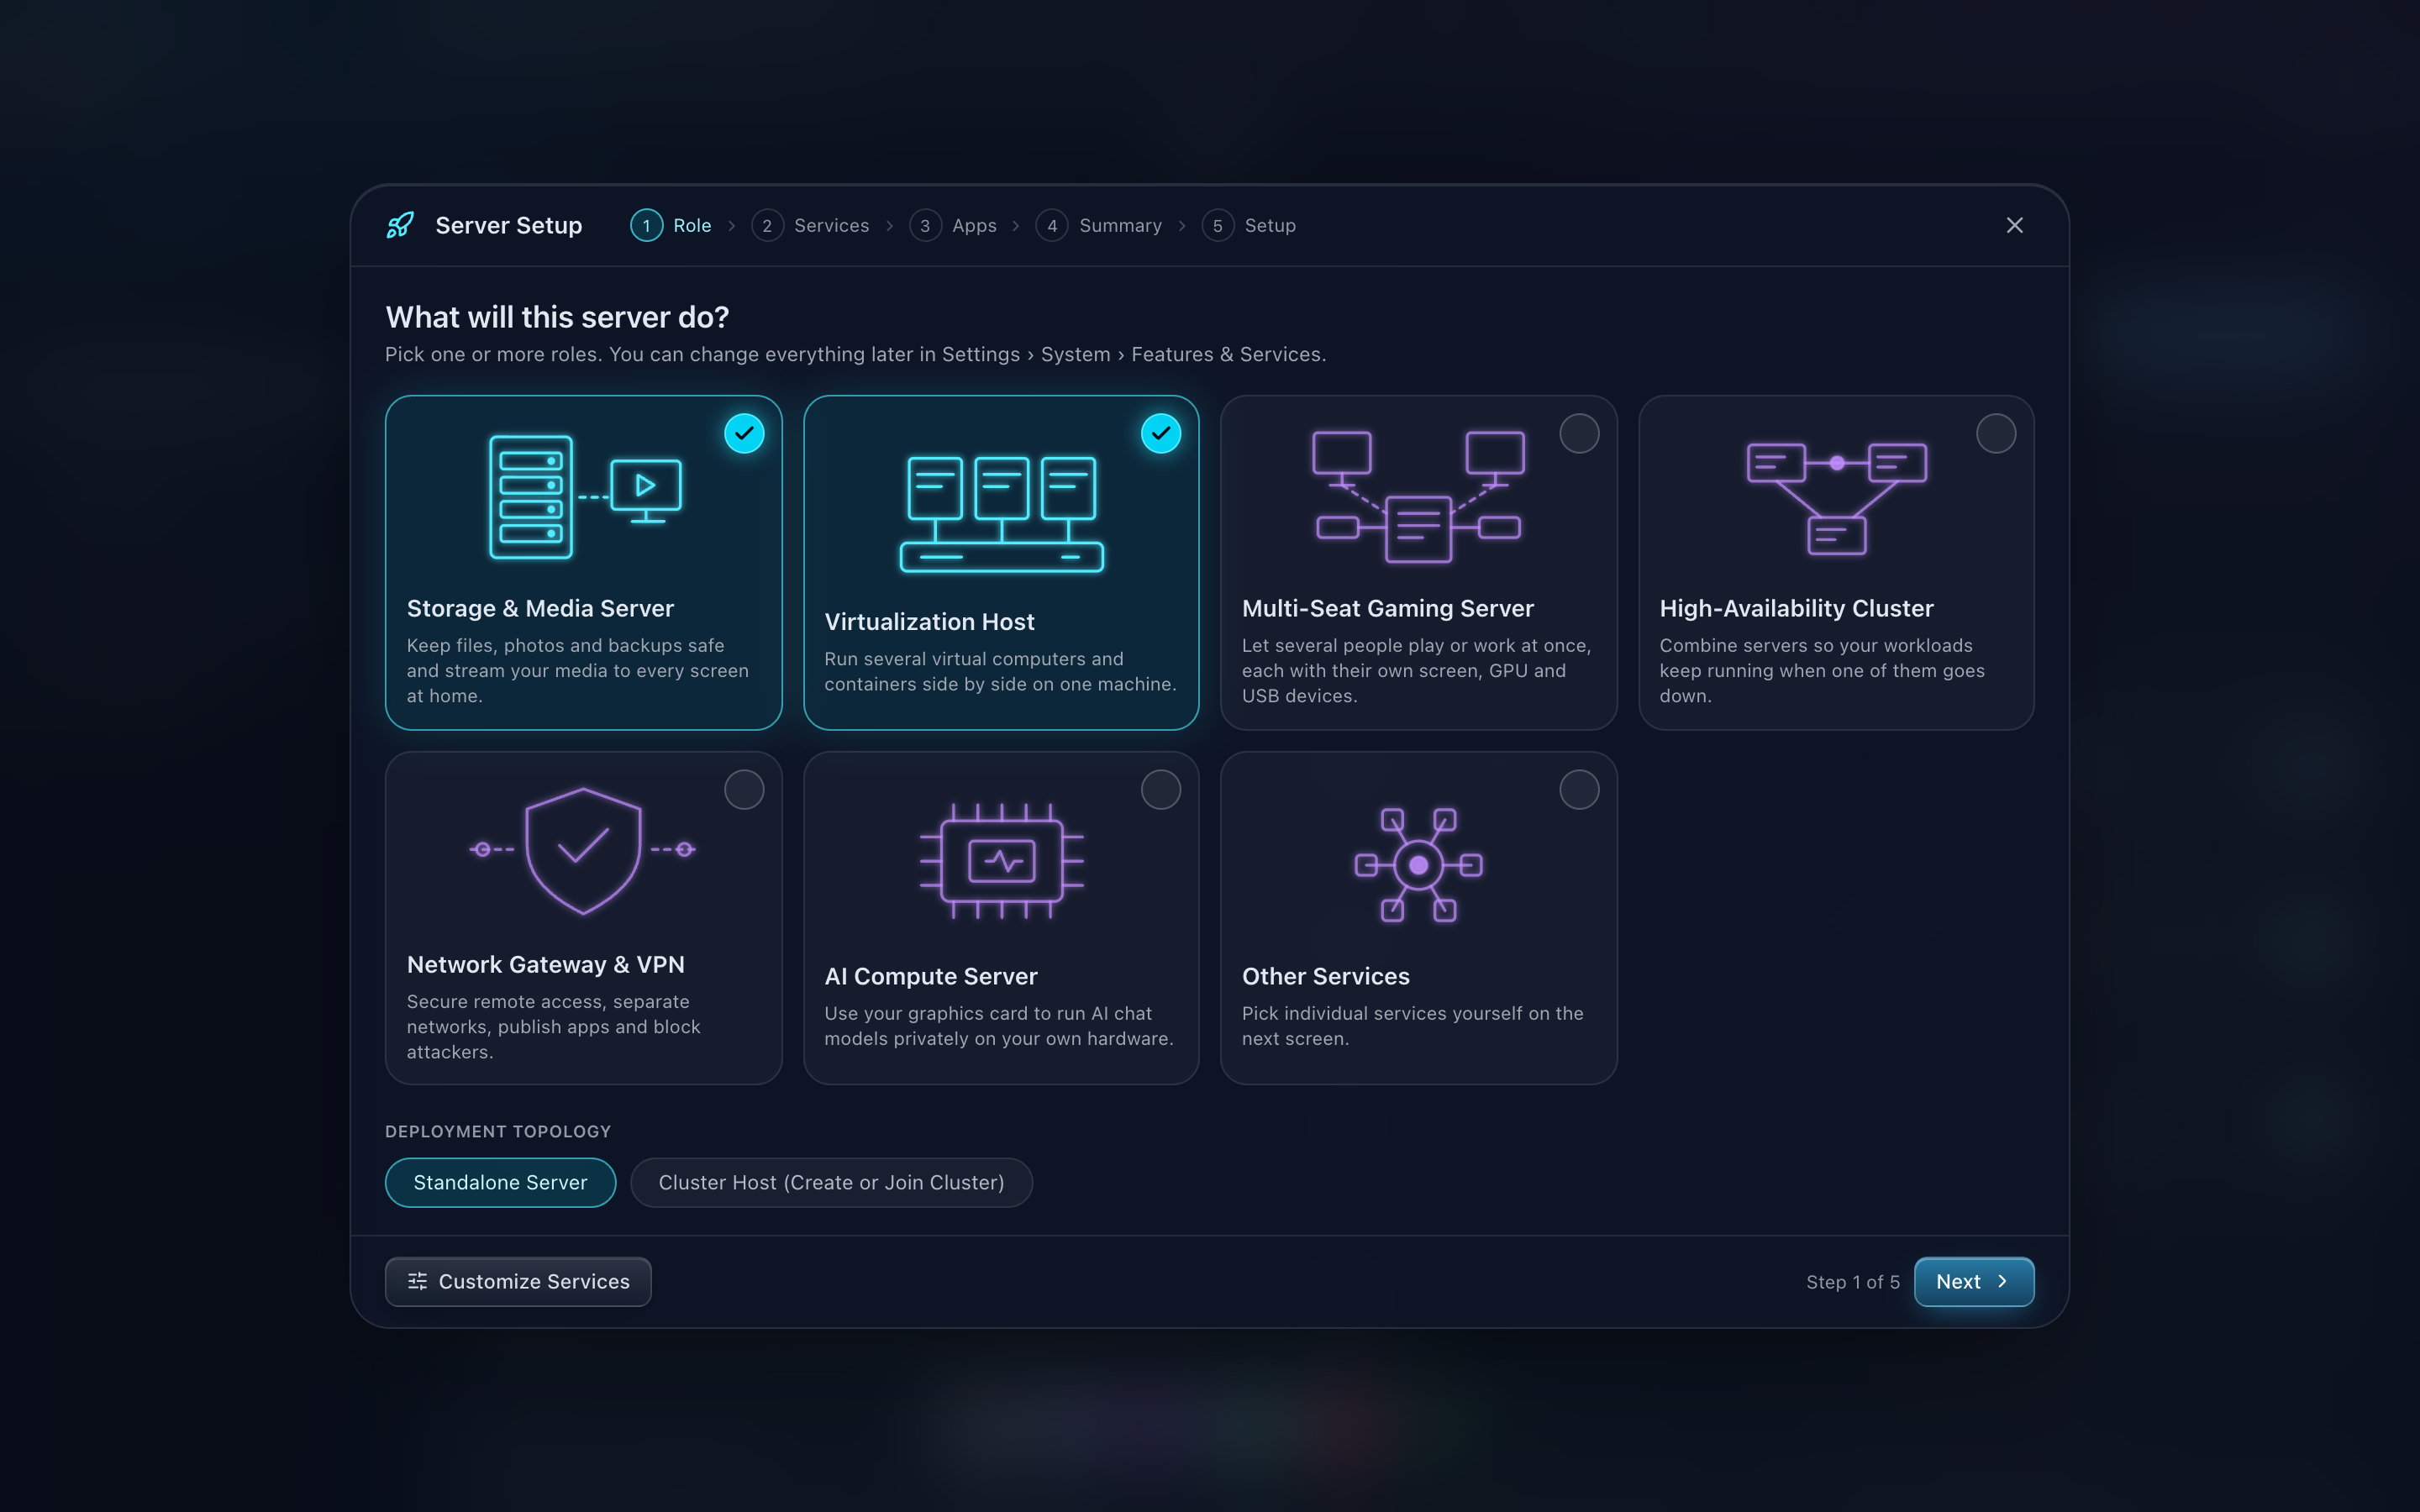 Server Setup
1 Role
2 Services
3 Apps
4 Summary
5 Setup
What will this server do?
Pick one or more roles. You can change everything later in Settings › System › Features & Services.
Storage & Media Server
Keep files, photos and backups safe
and stream your media to every screen
at home.
Virtualization Host
Run several virtual computers and
containers side by side on one machine.
Multi-Seat Gaming Server
Let several people play or work at once,
each with their own screen, GPU and
USB devices.
High-Availability Cluster
Combine servers so your workloads
keep running when one of them goes
down.
Network Gateway & VPN
Secure remote access, separate
networks, publish apps and block
attackers.
AI Compute Server
Use your graphics card to run AI chat
models privately on your own hardware.
Other Services
Pick individual services yourself on the
next screen.
DEPLOYMENT TOPOLOGY
Standalone Server
Cluster Host (Create or Join Cluster)
Customize Services
Step 1 of 5
Next